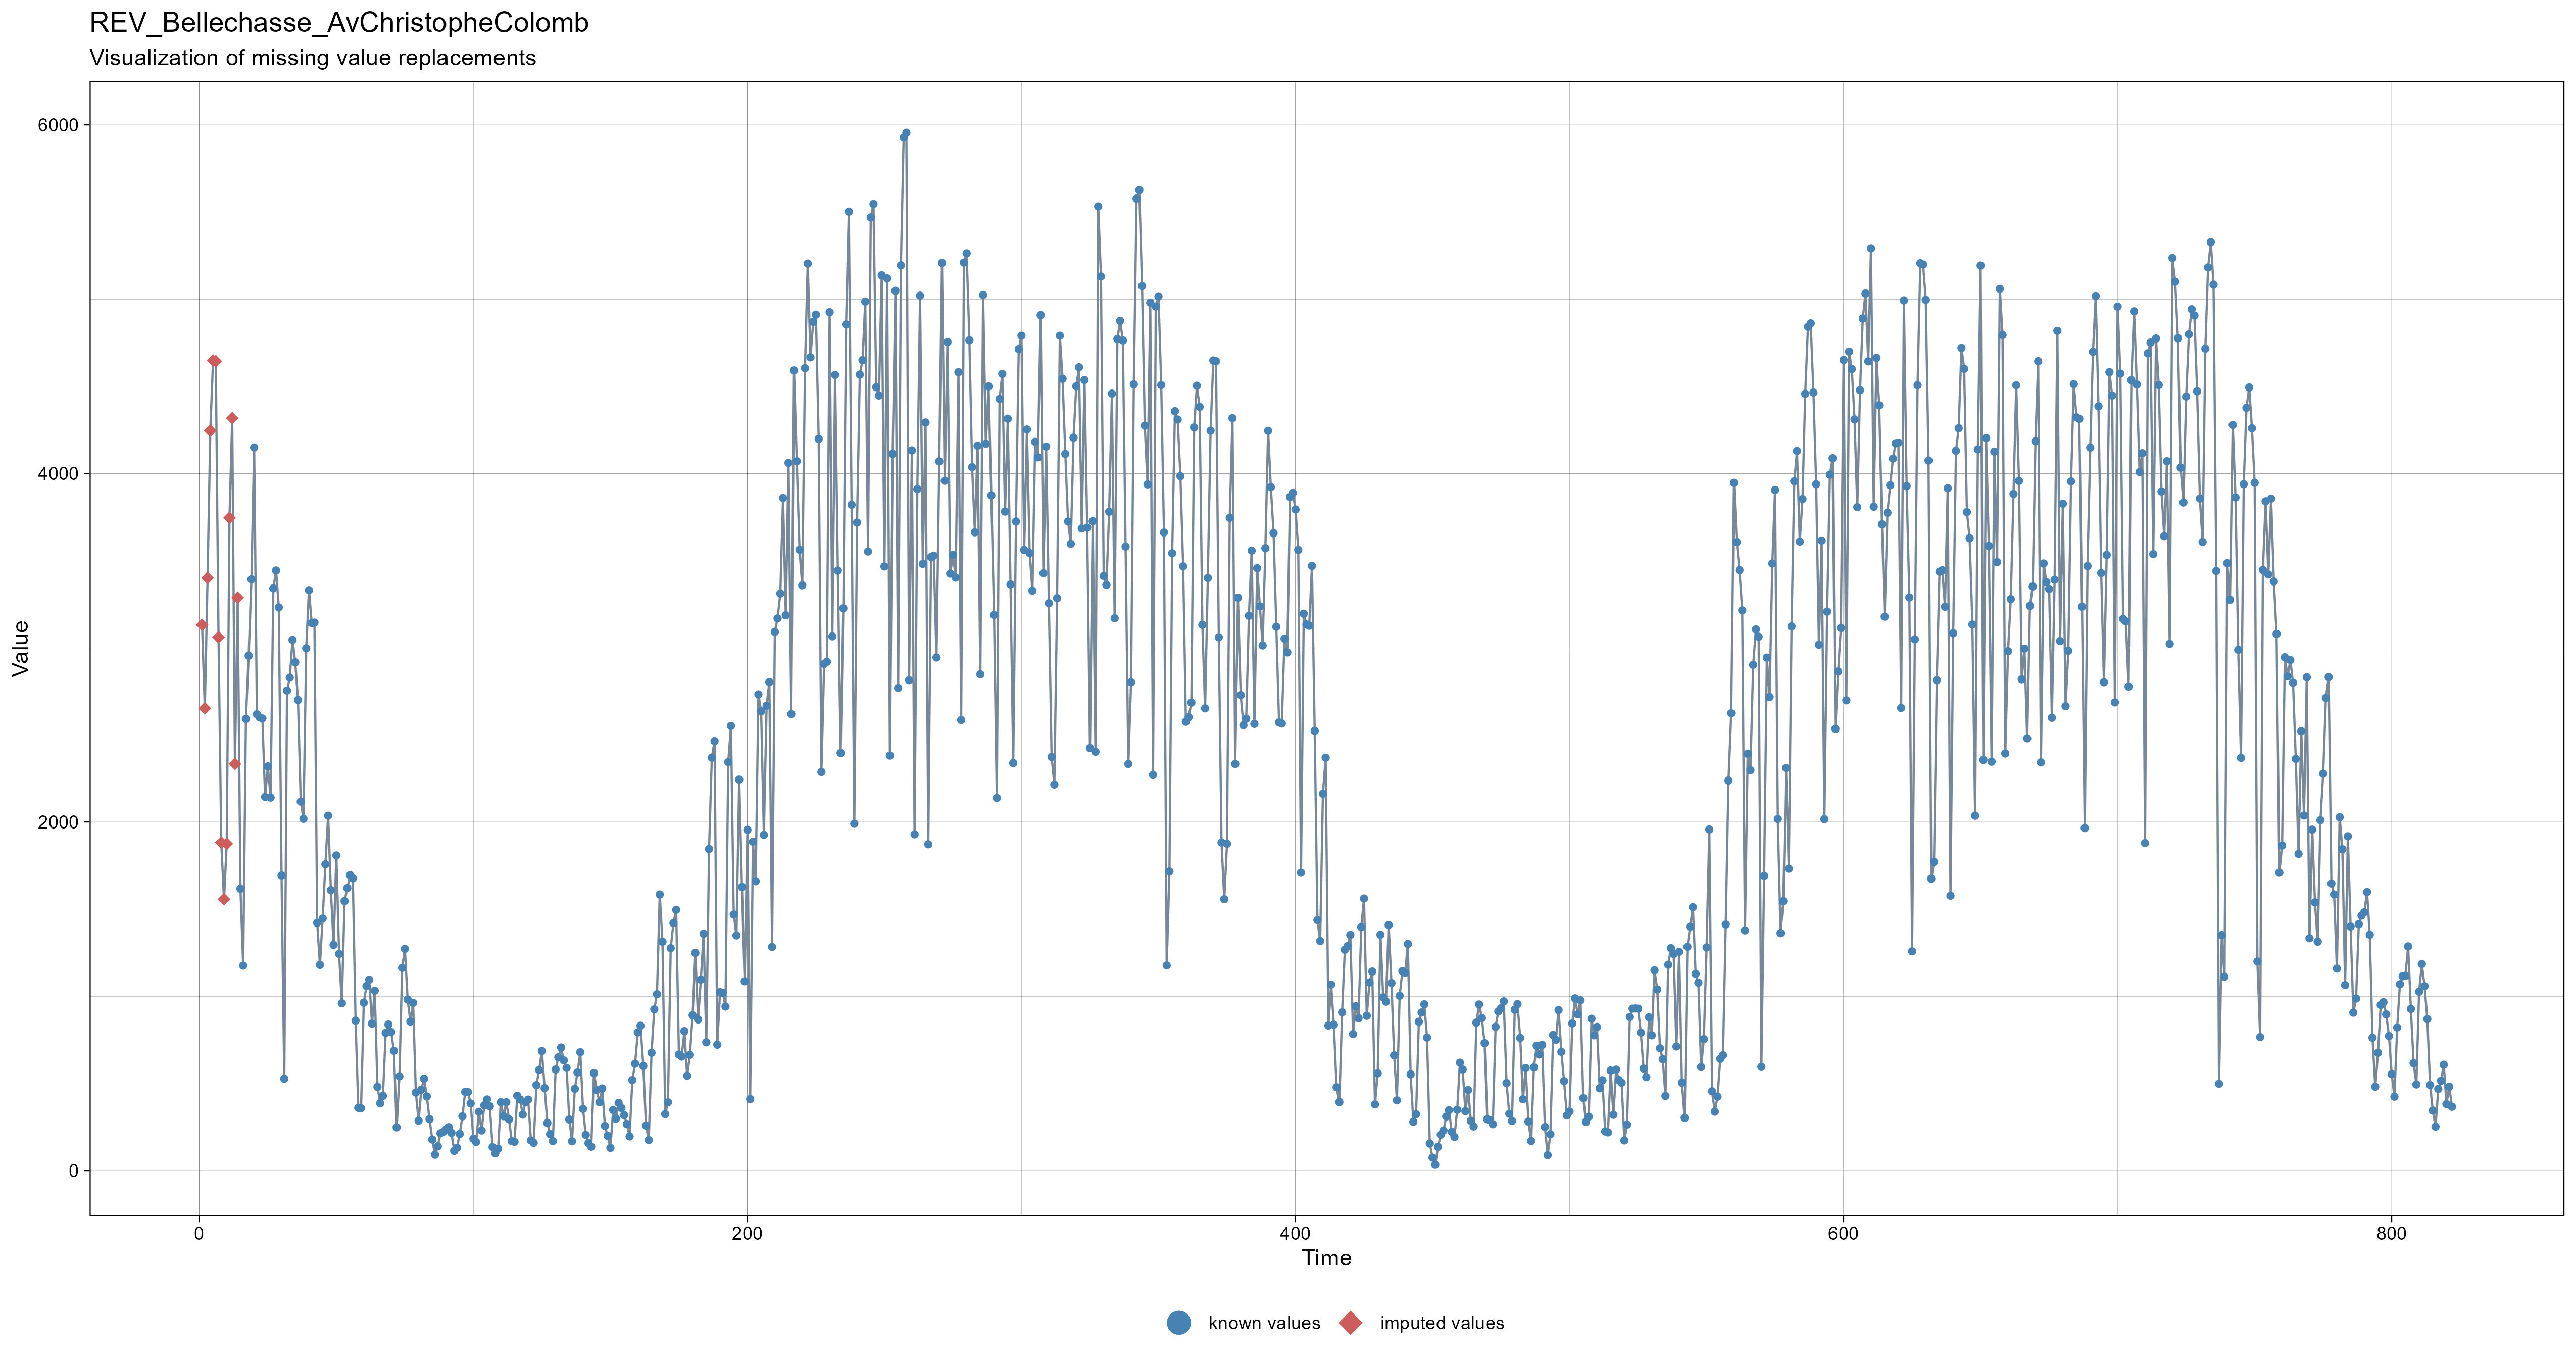 REV_Bellechasse_AvChristopheColomb
Visualization of missing value replacements
6000
4000
2000
0
Value
0 200 400 600 800
Time
known values imputed values